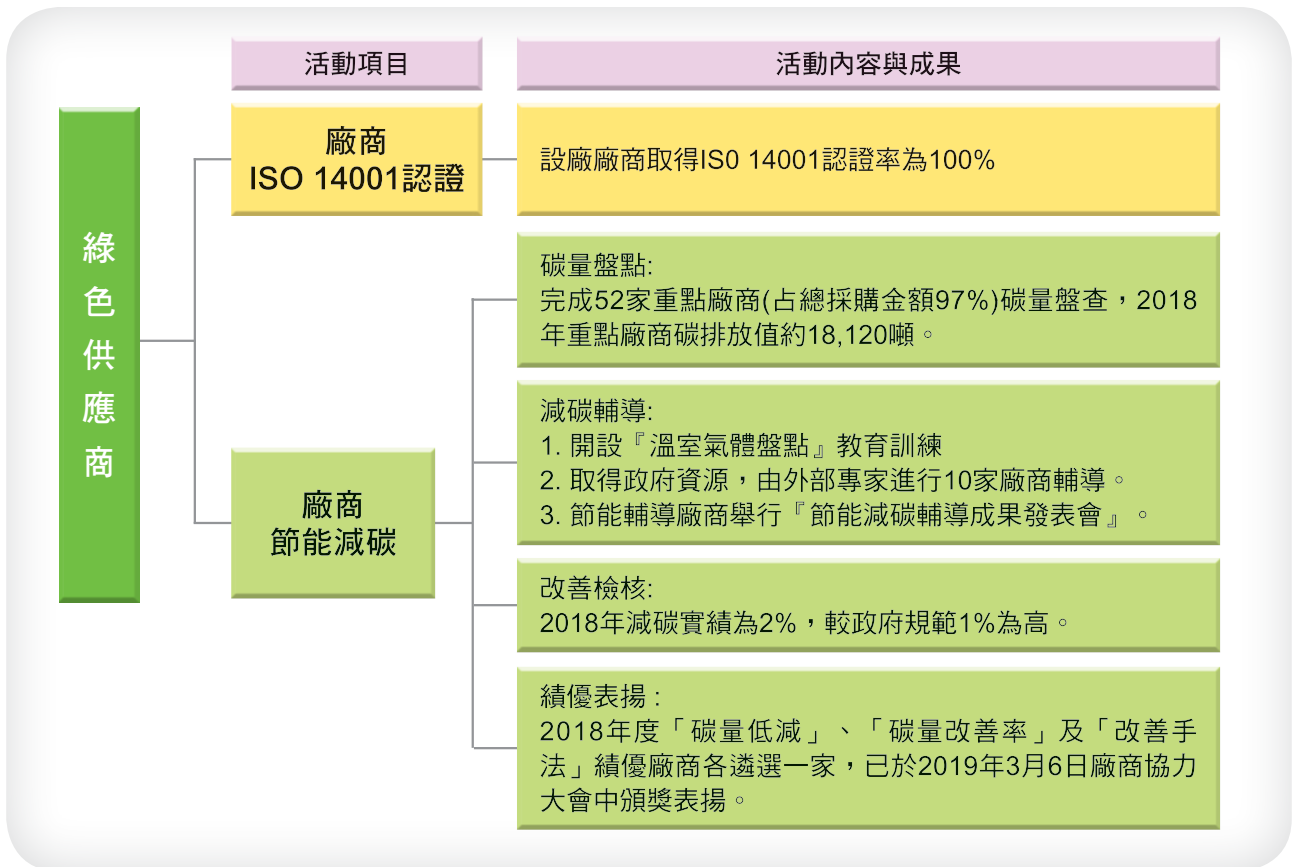 活動項目
活動內容與成果
綠色供應商
廠商
ISO 14001認證
設廠廠商取得IS0 14001認證率為100%
廠商
節能減碳
碳量盤點:
完成52家重點廠商(占總採購金額97%)碳量盤查，2018
年重點廠商碳排放值約18,120噸。
減碳輔導:
1. 開設『溫室氣體盤點』教育訓練
2. 取得政府資源，由外部專家進行10家廠商輔導。
3. 節能輔導廠商舉行『節能減碳輔導成果發表會』。
改善檢核:
2018年減碳實績為2%，較政府規範1%為高。
績優表揚 :
2018年度「碳量低減」、「碳量改善率」及「改善手
法」績優廠商各遴選一家，已於2019年3月6日廠商協力
大會中頒獎表揚。